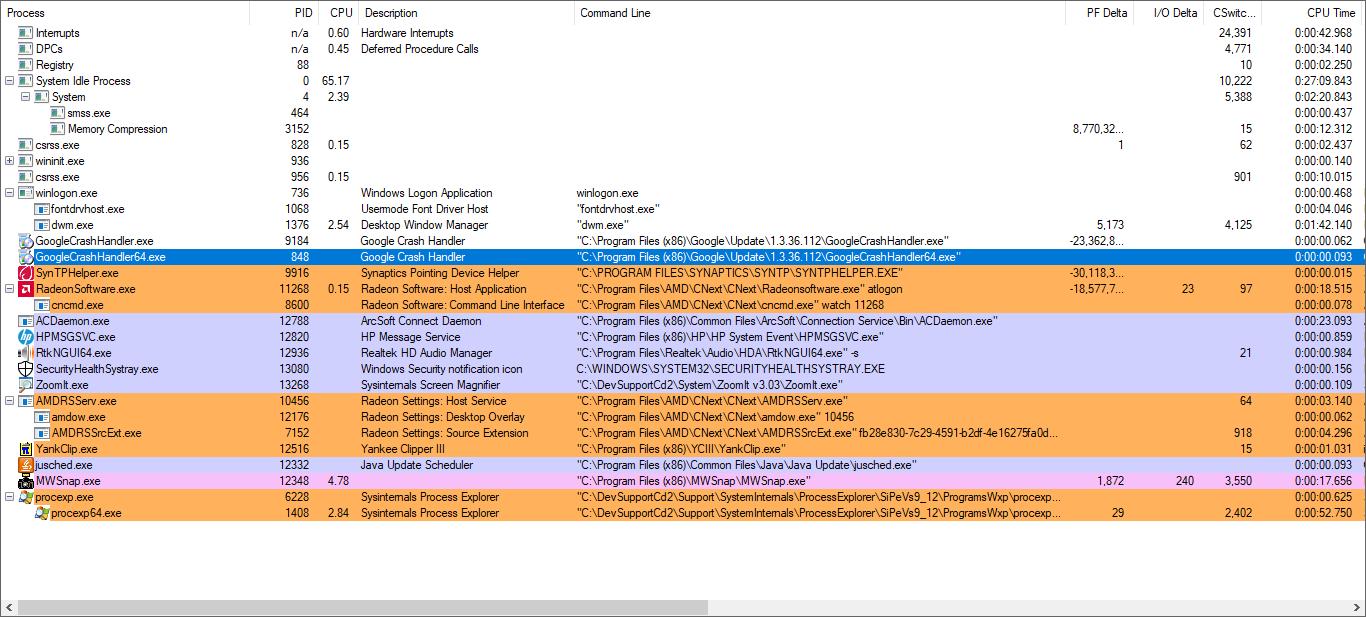 Process PID CPU Description Command Line PF Delta I/O Delta CSwitc... CPU Time
Interrupts n/a 0.60 Hardware Interrupts 24,391 0:00:42.968
DPCs n/a 0.45 Deferred Procedure Calls 4,771 0:00:34.140
Registry 88 10 0:00:02.250
System Idle Process 0 65.17 10,222 0:27:09.843
System 4 2.39 5,388 0:02:20.843
smss.exe 464 0:00:00.437
Memory Compression 3152 8,770,32... 15 0:00:12.312
csrss.exe 828 0.15 1 62 0:00:02.437
wininit.exe 936 0:00:00.140
csrss.exe 956 0.15 901 0:00:10.015
winlogon.exe 736 Windows Logon Application winlogon.exe 0:00:00.468
fontdrvhost.exe 1068 Usermode Font Driver Host "fontdrvhost.exe" 0:00:04.046
dwm.exe 1376 2.54 Desktop Window Manager "dwm.exe" 5,173 4,125 0:01:42.140
GoogleCrashHandler.exe 9184 Google Crash Handler "C:\Program Files (x86)\Google\Update\1.3.36.112\GoogleCrashHandler.exe" -23,362,8... 0:00:00.062
GoogleCrashHandler64.exe 848 Google Crash Handler "C:\Program Files (x86)\Google\Update\1.3.36.112\GoogleCrashHandler64.exe" 0:00:00.093
SynTPHelper.exe 9916 Synaptics Pointing Device Helper "C:\PROGRAM FILES\SYNAPTICS\SYNTP\SYNTPHELPER.EXE" -30,118,3... 0:00:00.015
RadeonSoftware.exe 11268 0.15 Radeon Software: Host Application "C:\Program Files\AMD\CNext\CNext\Radeonsoftware.exe" atlogon -18,577,7... 23 97 0:00:18.515
cncmd.exe 8600 Radeon Software: Command Line Interface "C:\Program Files\AMD\CNext\CNext\cncmd.exe" watch 11268 0:00:00.078
ACDaemon.exe 12788 ArcSoft Connect Daemon "C:\Program Files (x86)\Common Files\ArcSoft\Connection Service\Bin\ACDaemon.exe" 0:00:23.093
HPMSGSVC.exe 12820 HP Message Service "C:\Program Files (x86)\HP\HP System Event\HPMSGSVC.exe" 0:00:00.859
RtkNGUI64.exe 12936 Realtek HD Audio Manager "C:\Program Files\Realtek\Audio\HDA\RtkNGUI64.exe" -s 21 0:00:00.984
SecurityHealthSystray.exe 13080 Windows Security notification icon C:\WINDOWS\SYSTEM32\SECURITYHEALTHSYSTRAY.EXE 0:00:00.156
ZoomIt.exe 13268 Sysinternals Screen Magnifier "C:\DevSupportCd2\System\ZoomIt v3.03\ZoomIt.exe" 0:00:00.109
AMDRSServ.exe 10456 Radeon Settings: Host Service "C:\Program Files\AMD\CNext\CNext\AMDRSServ.exe" 64 0:00:03.140
amdow.exe 12176 Radeon Settings: Desktop Overlay "C:\Program Files\AMD\CNext\CNext\amdow.exe" 10456 0:00:00.062
AMDRSSrcExt.exe 7152 Radeon Settings: Source Extension "C:\Program Files\AMD\CNext\CNext\AMDRSSrcExt.exe" fb28e830-7c29-4591-b2df-4e16275fa0d... 918 0:00:04.296
YankClip.exe 12516 Yankee Clipper III "C:\Program Files (x86)\YCIII\YankClip.exe" 15 0:00:01.031
jusched.exe 12332 Java Update Scheduler "C:\Program Files (x86)\Common Files\Java\Java Update\jusched.exe" 0:00:00.093
MWSnap.exe 12348 4.78 "C:\Program Files (x86)\MWSnap\MWSnap.exe" 1,872 240 3,550 0:00:17.656
procexp.exe 6228 Sysinternals Process Explorer "C:\DevSupportCd2\Support\SystemInternals\ProcessExplorer\SiPeVs9_12\ProgramsWxp\procexp... 0:00:00.625
procexp64.exe 1408 2.84 Sysinternals Process Explorer "C:\DevSupportCd2\Support\SystemInternals\ProcessExplorer\SiPeVs9_12\ProgramsWxp\procexp... 29 2,402 0:00:52.750